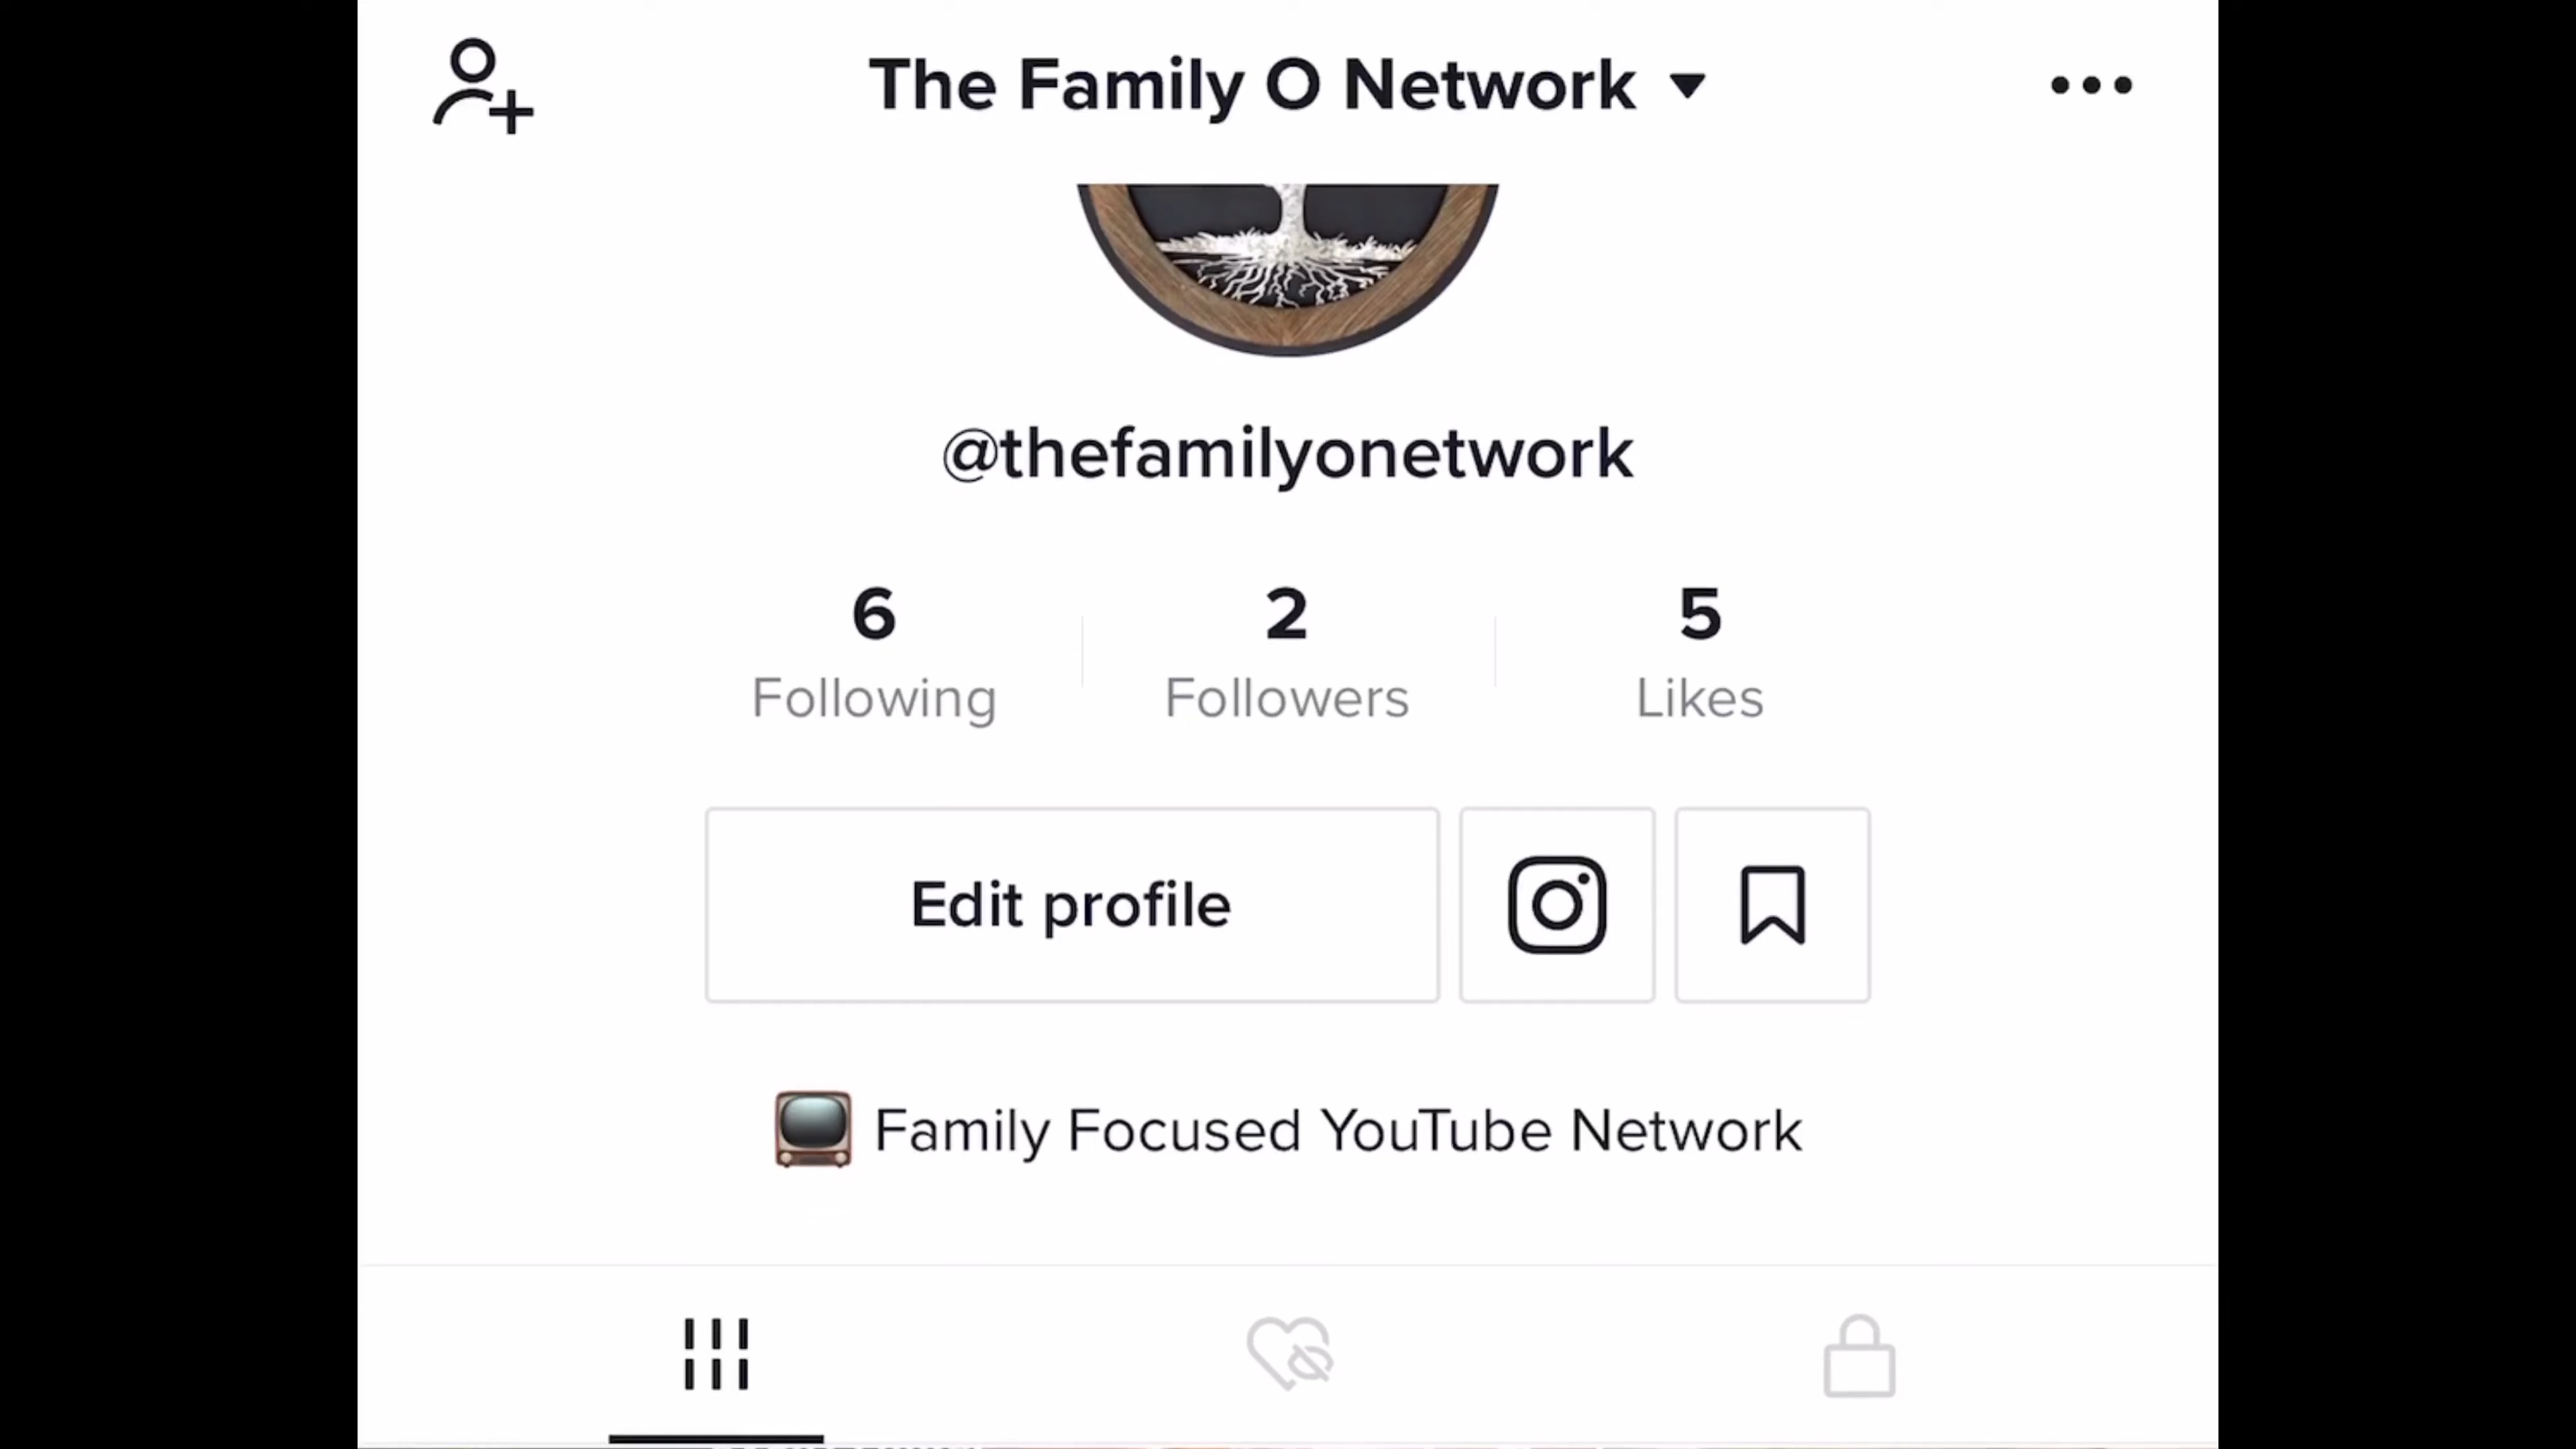 The Family O Network
@thefamilyonetwork
6 2 5
Following Followers Likes
Edit profile
Family Focused YouTube Network